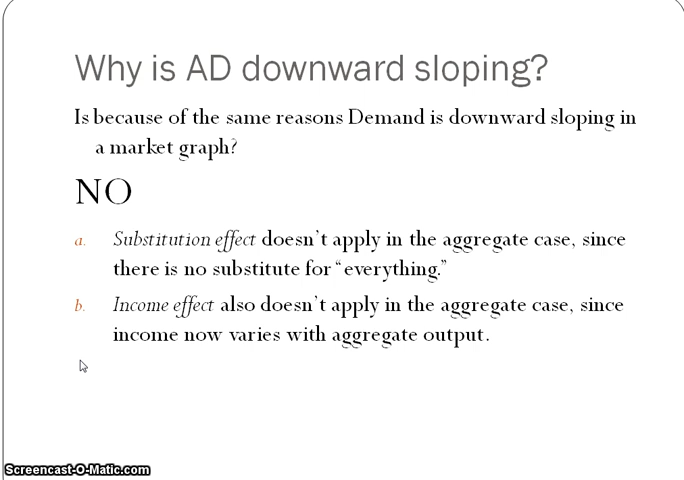 Why is AD downward sloping?
Is because of the same reasons Demand is downward sloping in
a market graph?
NO
a. Substitution effect doesn't apply in the aggregate case, since
there is no substitute for “everything.”
b. Income effect also doesn't apply in the aggregate case, since
income now varies with aggregate output.
Screencast-O-Matic.com